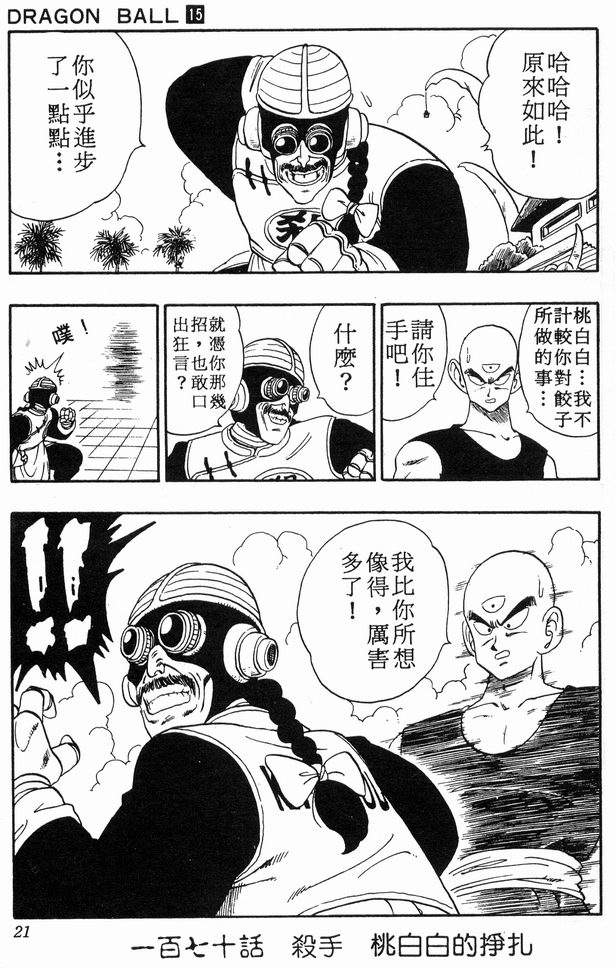 DRAGON BALL 15
哈哈哈！
原來如此！
你似乎進步
了一點點…
桃白白…我不
計較你對餃子
所做的事…
請你住
手吧！
什麼？
就憑你那幾
招，也敢口
出狂言？
噗！
我比你所想
像得，厲害
多了！
!!
21
一百七十話 殺手 桃白白的掙扎